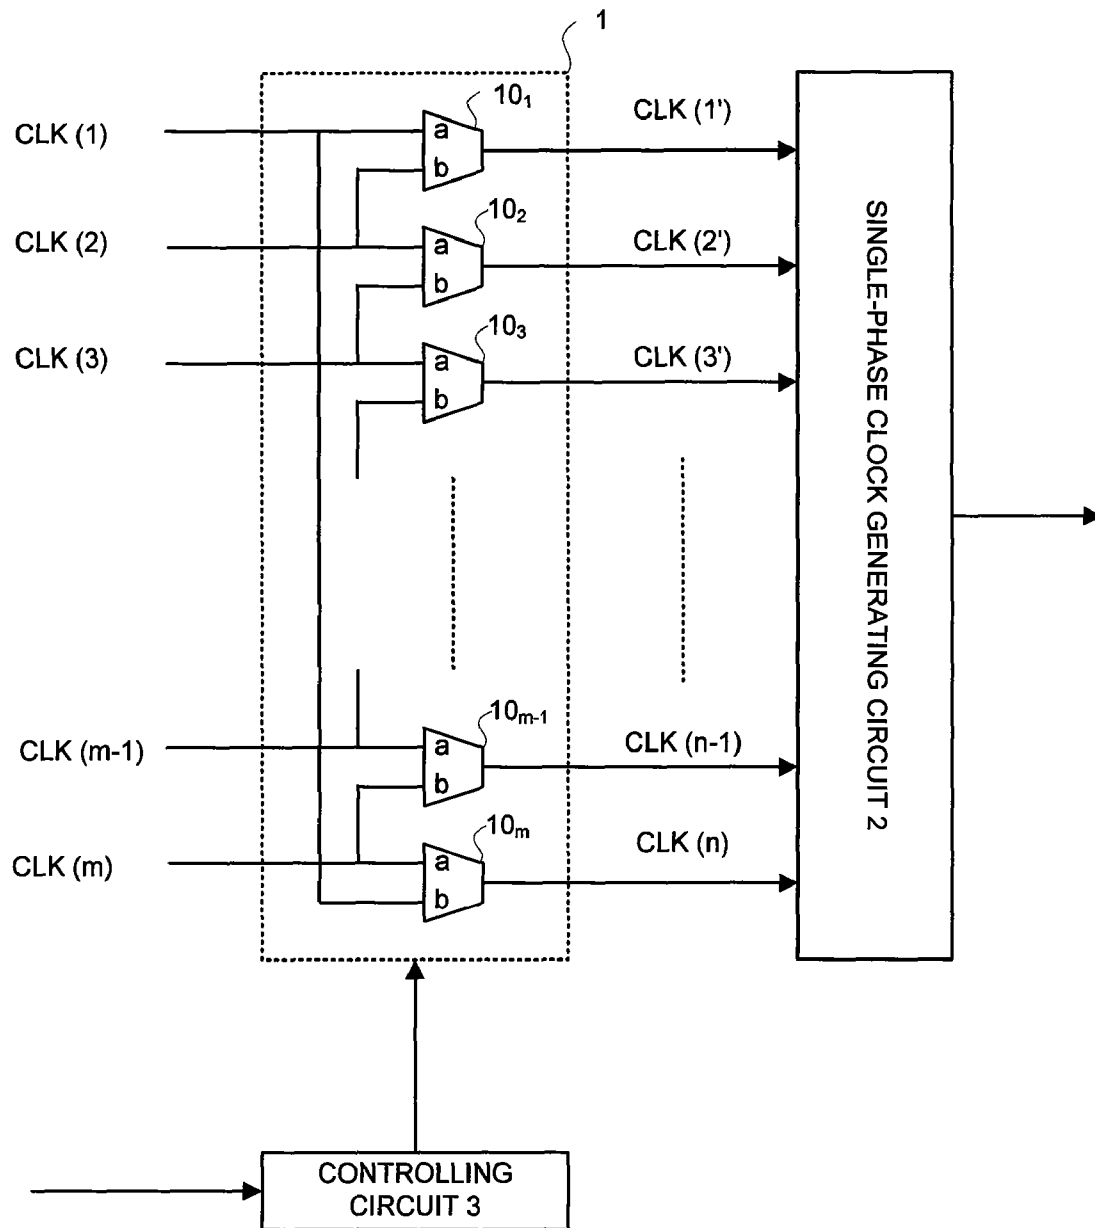 1
CLK (1)
a
b
10₁
CLK (1')
CLK (2)
a
b
10₂
CLK (2')
CLK (3)
a
b
10₃
CLK (3')
CLK (m-1)
a
b
10ₘ₋₁
CLK (n-1)
CLK (m)
a
b
10ₘ
CLK (n)
SINGLE-PHASE CLOCK GENERATING CIRCUIT 2
CONTROLLING
CIRCUIT 3